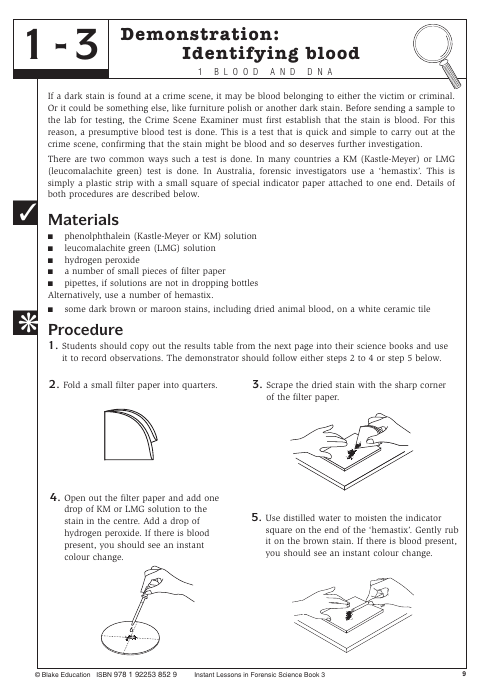 1 - 3
Demonstration:
Identifying blood
1 BLOOD AND DNA
If a dark stain is found at a crime scene, it may be blood belonging to either the victim or criminal.
Or it could be something else, like furniture polish or another dark stain. Before sending a sample to
the lab for testing, the Crime Scene Examiner must first establish that the stain is blood. For this
reason, a presumptive blood test is done. This is a test that is quick and simple to carry out at the
crime scene, confirming that the stain might be blood and so deserves further investigation.
There are two common ways such a test is done. In many countries a KM (Kastle-Meyer) or LMG
(leucomalachite green) test is done. In Australia, forensic investigators use a ‘hemastix’. This is
simply a plastic strip with a small square of special indicator paper attached to one end. Details of
both procedures are described below.
Materials
■ phenolphthalein (Kastle-Meyer or KM) solution
■ leucomalachite green (LMG) solution
■ hydrogen peroxide
■ a number of small pieces of filter paper
■ pipettes, if solutions are not in dropping bottles
Alternatively, use a number of hemastix.
■ some dark brown or maroon stains, including dried animal blood, on a white ceramic tile
Procedure
1. Students should copy out the results table from the next page into their science books and use
it to record observations. The demonstrator should follow either steps 2 to 4 or step 5 below.
2. Fold a small filter paper into quarters.
3. Scrape the dried stain with the sharp corner
of the filter paper.
4. Open out the filter paper and add one
drop of KM or LMG solution to the
stain in the centre. Add a drop of
hydrogen peroxide. If there is blood
present, you should see an instant
colour change.
5. Use distilled water to moisten the indicator
square on the end of the ‘hemastix’. Gently rub
it on the brown stain. If there is blood present,
you should see an instant colour change.
© Blake Education ISBN 978 1 92253 852 9 Instant Lessons in Forensic Science Book 3 9